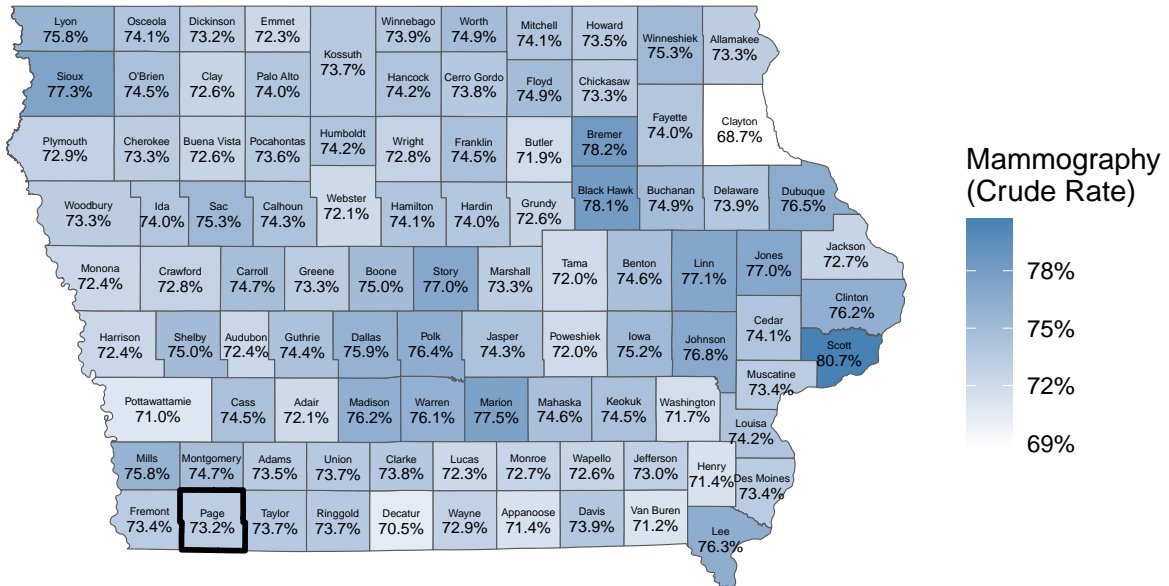 Lyon
75.8%
Osceola
74.1%
Dickinson
73.2%
Emmet
72.3%
Kossuth
73.7%
Winnebago
73.9%
Worth
74.9%
Mitchell
74.1%
Howard
73.5%
Winneshiek
75.3%
Allamakee
73.3%
Sioux
77.3%
O'Brien
74.5%
Clay
72.6%
Palo Alto
74.0%
Hancock
74.2%
Cerro Gordo
73.8%
Floyd
74.9%
Chickasaw
73.3%
Fayette
74.0%
Clayton
68.7%
Plymouth
72.9%
Cherokee
73.3%
Buena Vista
72.6%
Pocahontas
73.6%
Humboldt
74.2%
Wright
72.8%
Franklin
74.5%
Butler
71.9%
Bremer
78.2%
Woodbury
73.3%
Ida
74.0%
Sac
75.3%
Calhoun
74.3%
Webster
72.1%
Hamilton
74.1%
Hardin
74.0%
Grundy
72.6%
Black Hawk
78.1%
Buchanan
74.9%
Delaware
73.9%
Dubuque
76.5%
Monona
72.4%
Crawford
72.8%
Carroll
74.7%
Greene
73.3%
Boone
75.0%
Story
77.0%
Marshall
73.3%
Tama
72.0%
Benton
74.6%
Linn
77.1%
Jones
77.0%
Jackson
72.7%
Clinton
76.2%
Harrison
72.4%
Shelby
75.0%
Audubon
72.4%
Guthrie
74.4%
Dallas
75.9%
Polk
76.4%
Jasper
74.3%
Poweshiek
72.0%
Iowa
75.2%
Johnson
76.8%
Cedar
74.1%
Scott
80.7%
Muscatine
73.4%
Pottawattamie
71.0%
Cass
74.5%
Adair
72.1%
Madison
76.2%
Warren
76.1%
Marion
77.5%
Mahaska
74.6%
Keokuk
74.5%
Washington
71.7%
Louisa
74.2%
Mills
75.8%
Montgomery
74.7%
Adams
73.5%
Union
73.7%
Clarke
73.8%
Lucas
72.3%
Monroe
72.7%
Wapello
72.6%
Jefferson
73.0%
Henry
71.4%
Des Moines
73.4%
Fremont
73.4%
Page
73.2%
Taylor
73.7%
Ringgold
73.7%
Decatur
70.5%
Wayne
72.9%
Appanoose
71.4%
Davis
73.9%
Van Buren
71.2%
Lee
76.3%
Mammography
(Crude Rate)
78%
75%
72%
69%